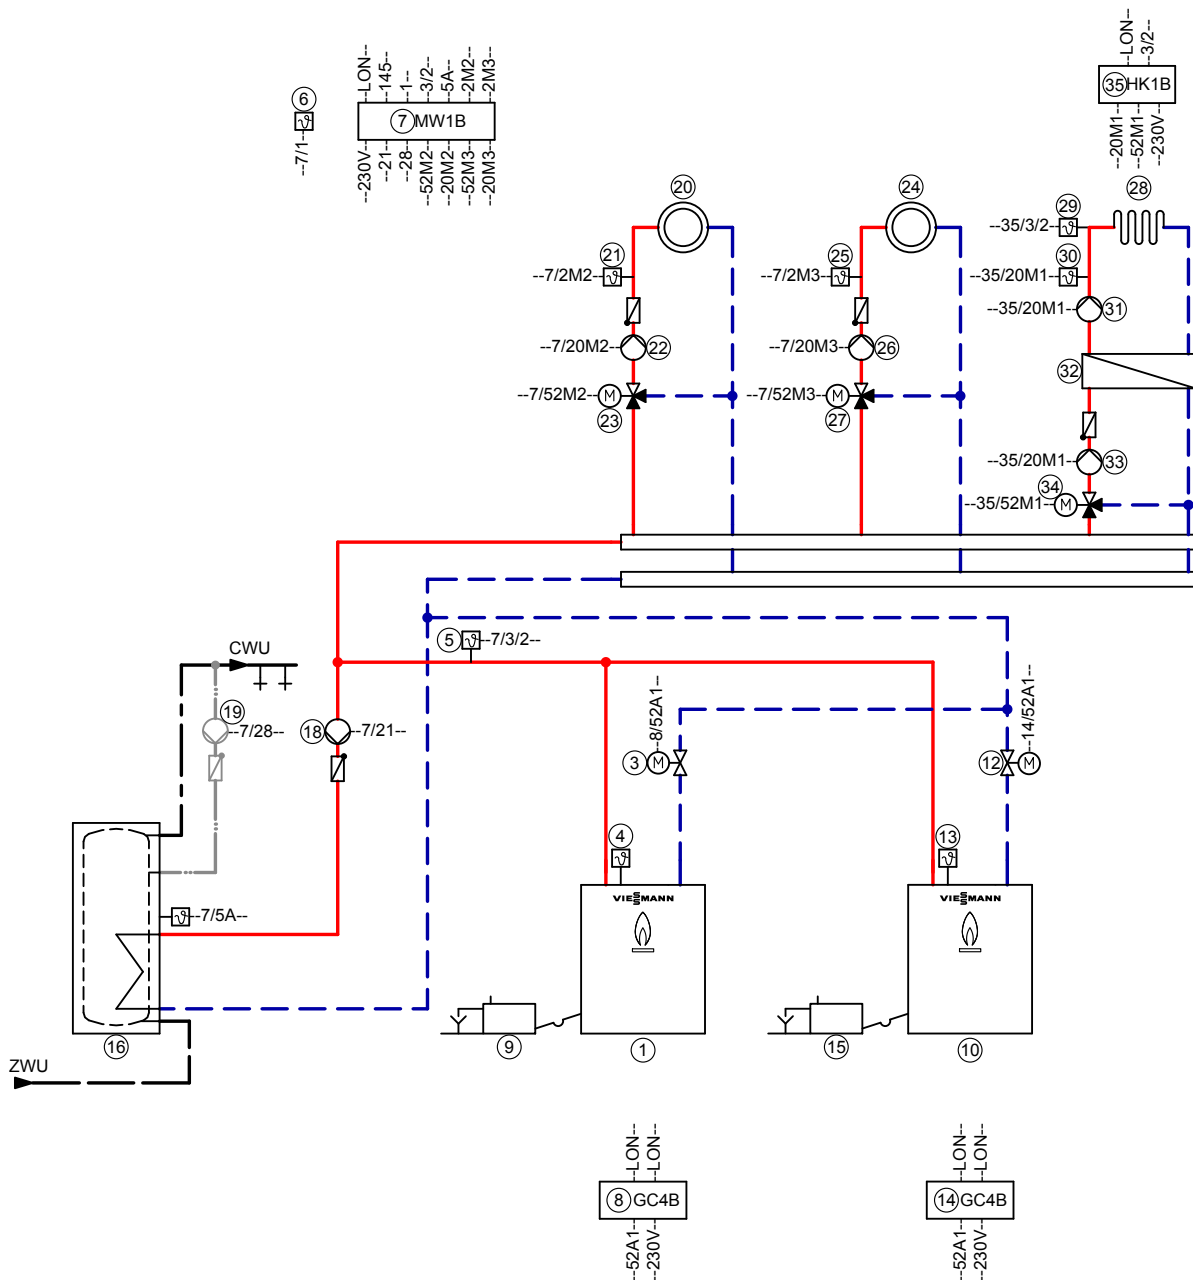 LON-- 3/2--
35 HK1B
--20M1 --52M1 --230V
LON-- 145-- 1-- 3/2-- 5A-- 2M2-- 2M3--
7 MW1B
--230V --21 --28 --52M2 --20M2 --52M3 --20M3
6
--7/1--
20
24
28
29
--35/3/2--
21
--7/2M2--
25
--7/2M3--
30
--35/20M1--
--35/20M1-- 31
--7/20M2-- 22
--7/20M3-- 26
32
--7/52M2-- M
23
--7/52M3-- M
27
--35/20M1-- 33
34
--35/52M1-- M
5 --7/3/2--
CWU
--8/52A1--
--14/52A1--
19
--7/28--
18 --7/21--
3 M
12 M
4
13
--7/5A--
VIESSMANN
VIESSMANN
16
9
1
15
10
ZWU
LON-- LON--
8 GC4B
--52A1 --230V
LON-- LON--
14 GC4B
--52A1 --230V